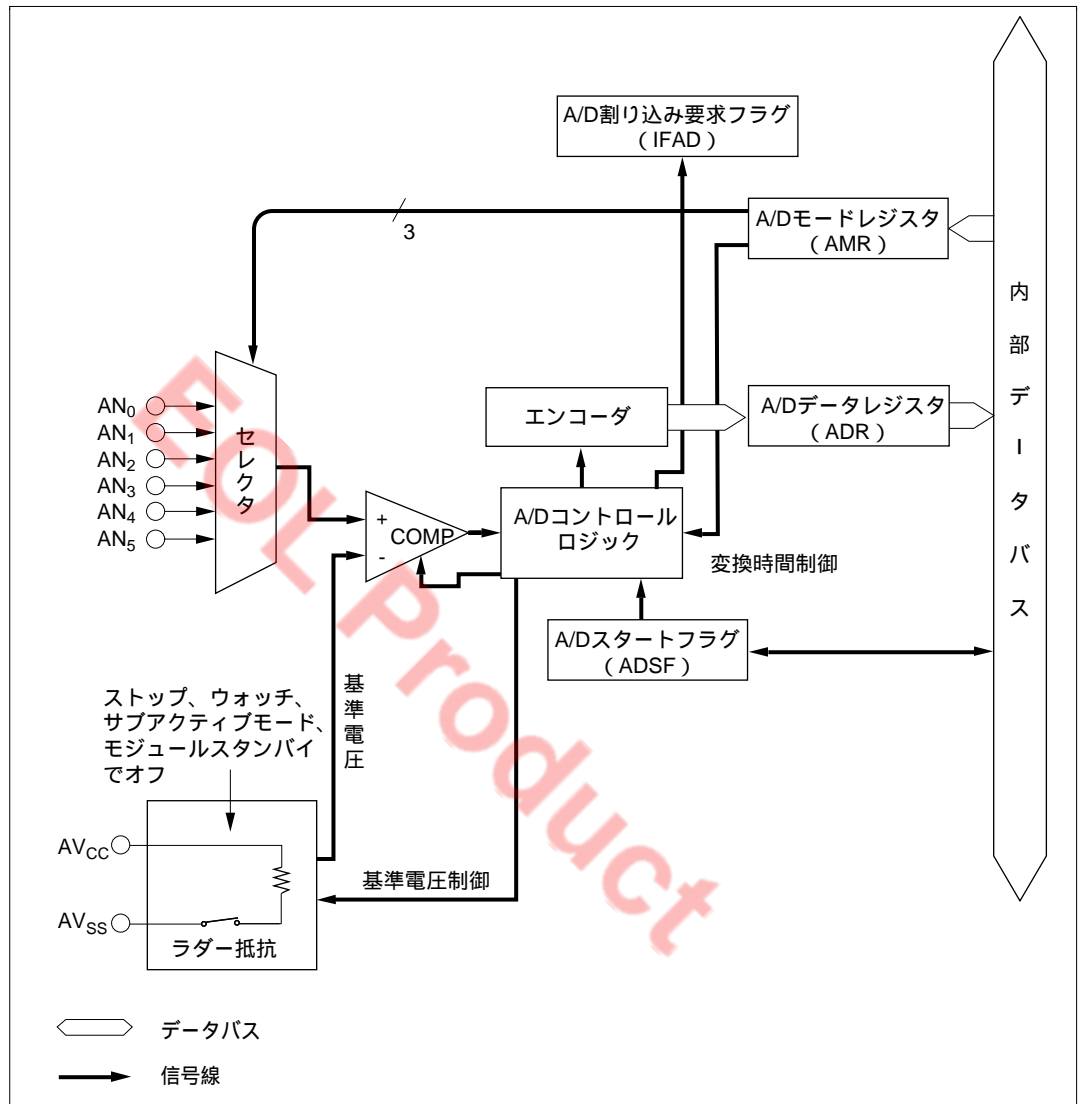 A/D割り込み要求フラグ
（IFAD）
A/Dモードレジスタ
（AMR）
3
内部データバス
AN0
AN1
AN2
AN3
AN4
AN5
セレクタ
エンコーダ
A/Dデータレジスタ
（ADR）
+
-
COMP
A/Dコントロール
ロジック
変換時間制御
A/Dスタートフラグ
（ADSF）
基準電圧
ストップ、ウォッチ、
サブアクティブモード、
モジュールスタンバイ
でオフ
AVCC
AVSS
ラダー抵抗
基準電圧制御
データバス
信号線
EOL Product